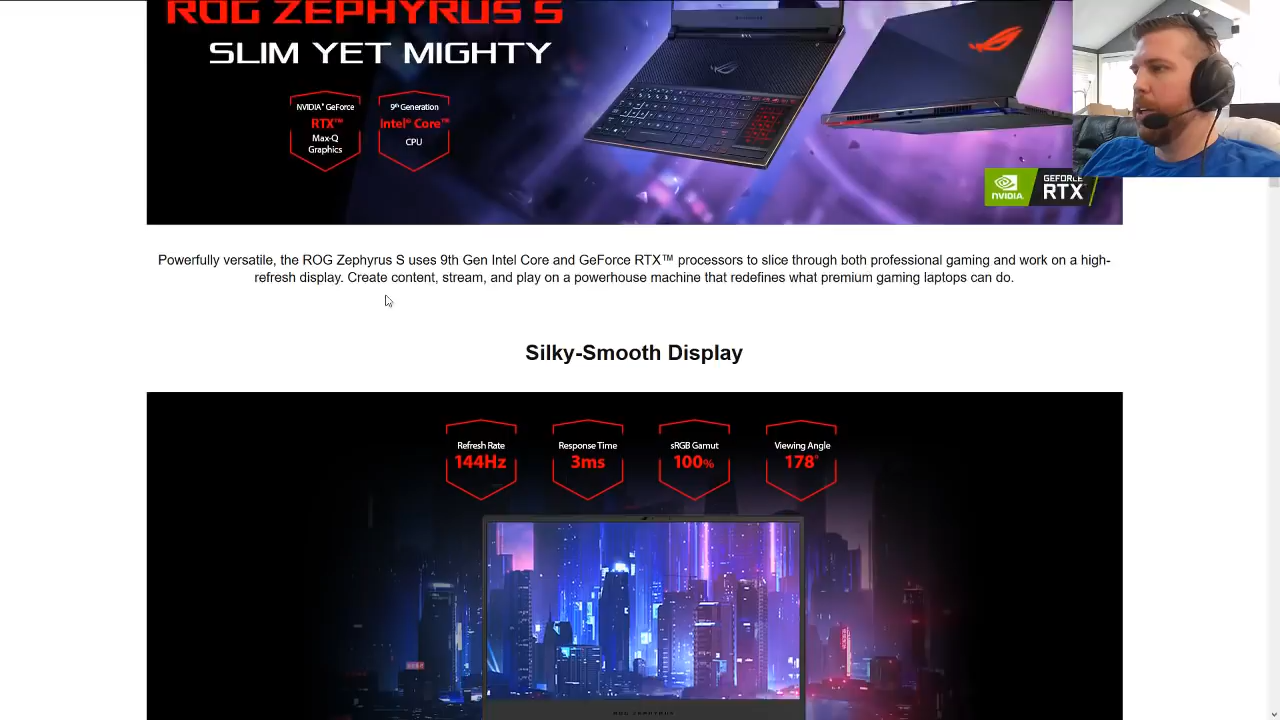 ROG ZEPHYRUS S
SLIM YET MIGHTY
NVIDIA® GeForce
RTX™
Max-Q
Graphics
9th Generation
Intel® Core™
CPU
NVIDIA
GEFORCE
RTX
Powerfully versatile, the ROG Zephyrus S uses 9th Gen Intel Core and GeForce RTX™ processors to slice through both professional gaming and work on a high-
refresh display. Create content, stream, and play on a powerhouse machine that redefines what premium gaming laptops can do.
Silky-Smooth Display
Refresh Rate
144Hz
Response Time
3ms
sRGB Gamut
100%
Viewing Angle
178°
ROG ZEPHYRUS